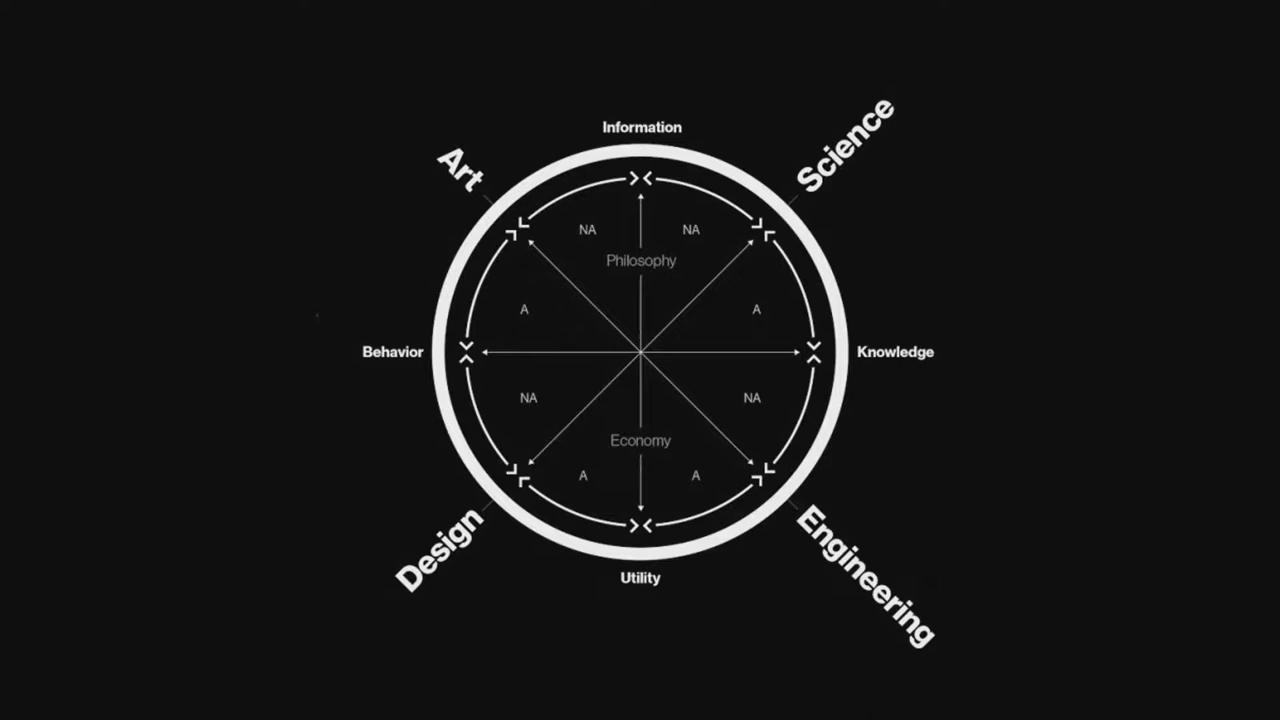 Information
Art
Science
NA
NA
Philosophy
A
A
Behavior
Knowledge
NA
NA
Economy
A
A
Design
Engineering
Utility